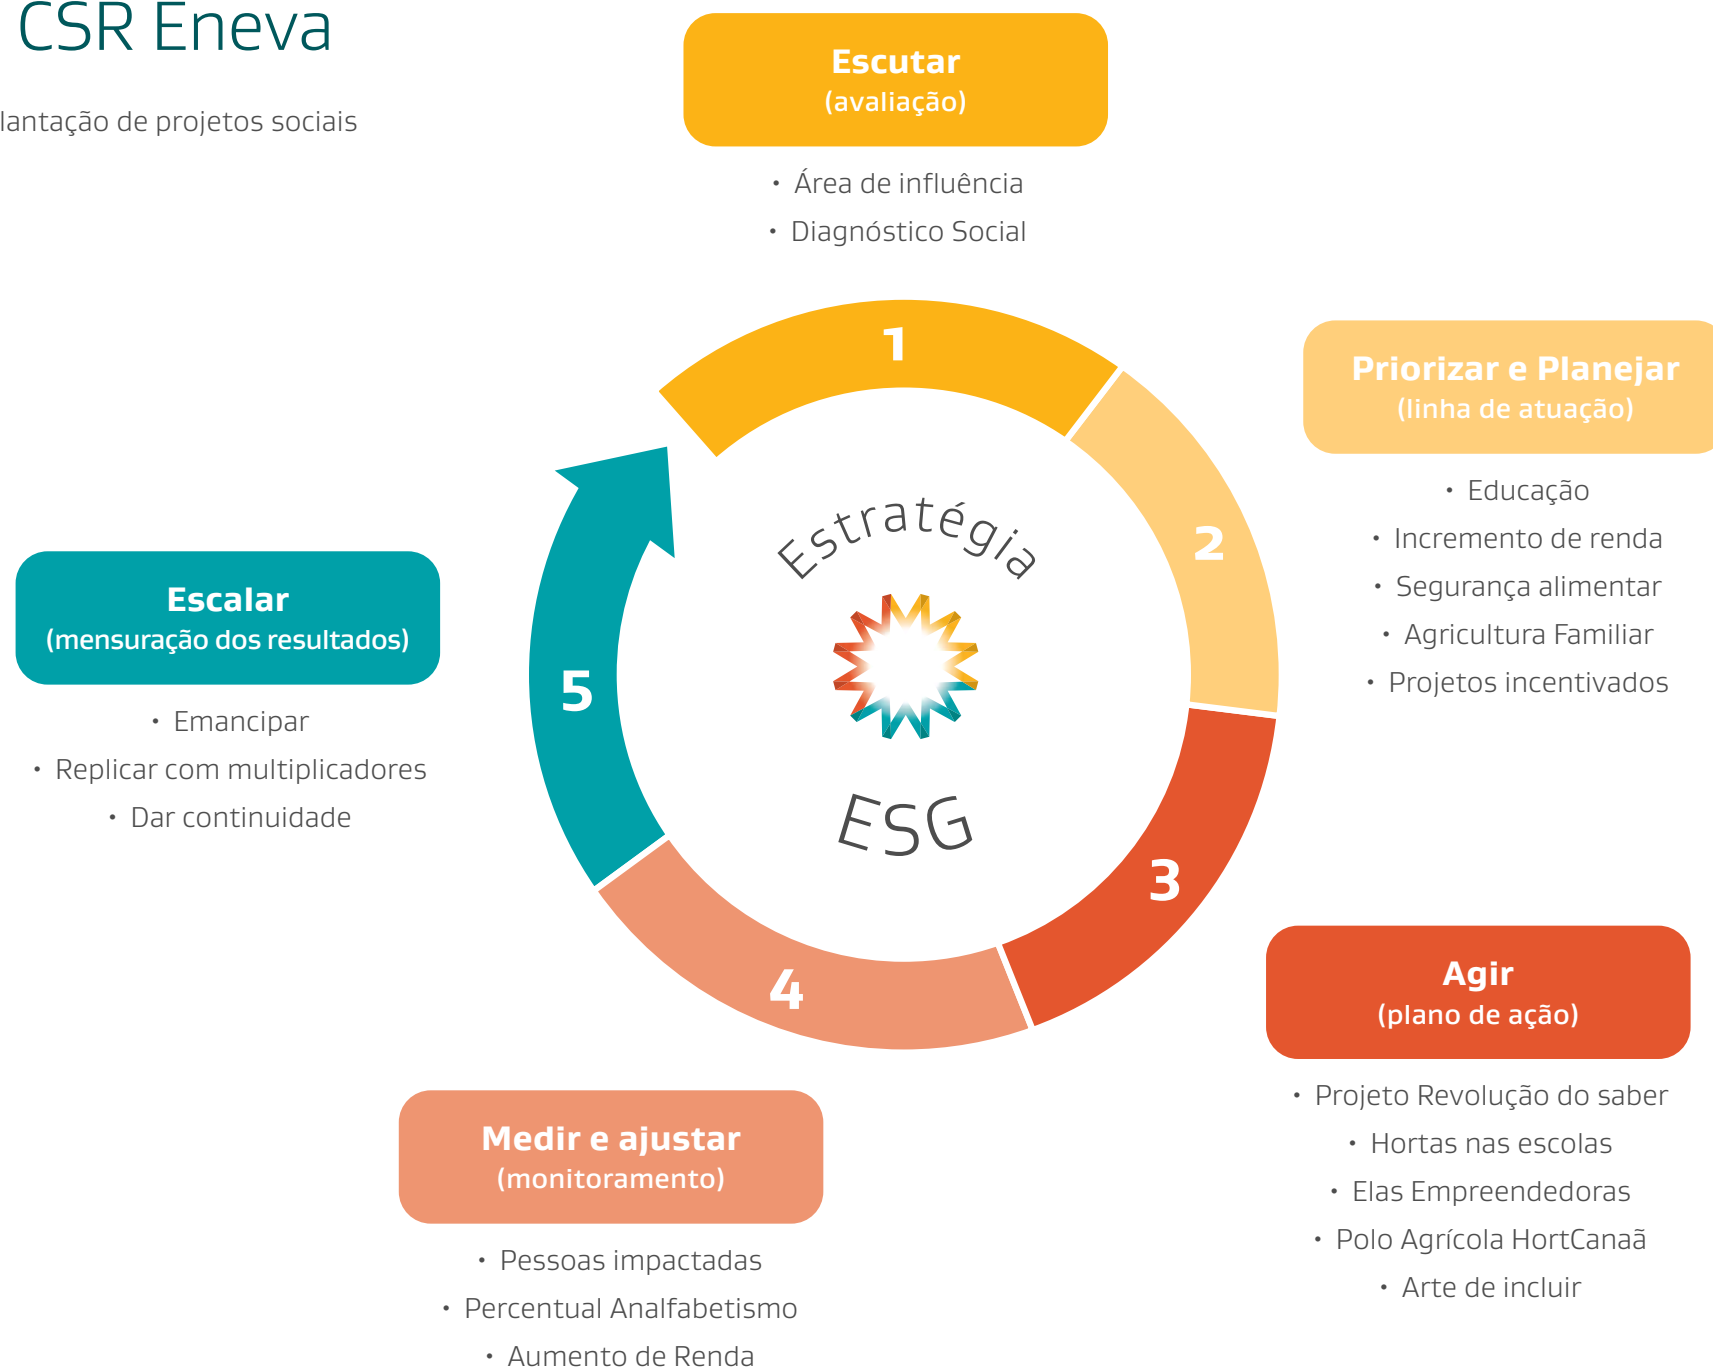 CSR Eneva
lantação de projetos sociais
Escutar
(avaliação)
• Área de influência
• Diagnóstico Social
1
Priorizar e Planejar
(linha de atuação)
• Educação
• Incremento de renda
• Segurança alimentar
• Agricultura Familiar
• Projetos incentivados
2
Agir
(plano de ação)
• Projeto Revolução do saber
• Hortas nas escolas
• Elas Empreendedoras
• Polo Agrícola HortCanaã
• Arte de incluir
3
Medir e ajustar
(monitoramento)
• Pessoas impactadas
• Percentual Analfabetismo
• Aumento de Renda
4
Escalar
(mensuração dos resultados)
• Emancipar
• Replicar com multiplicadores
• Dar continuidade
5
Estratégia
ESG